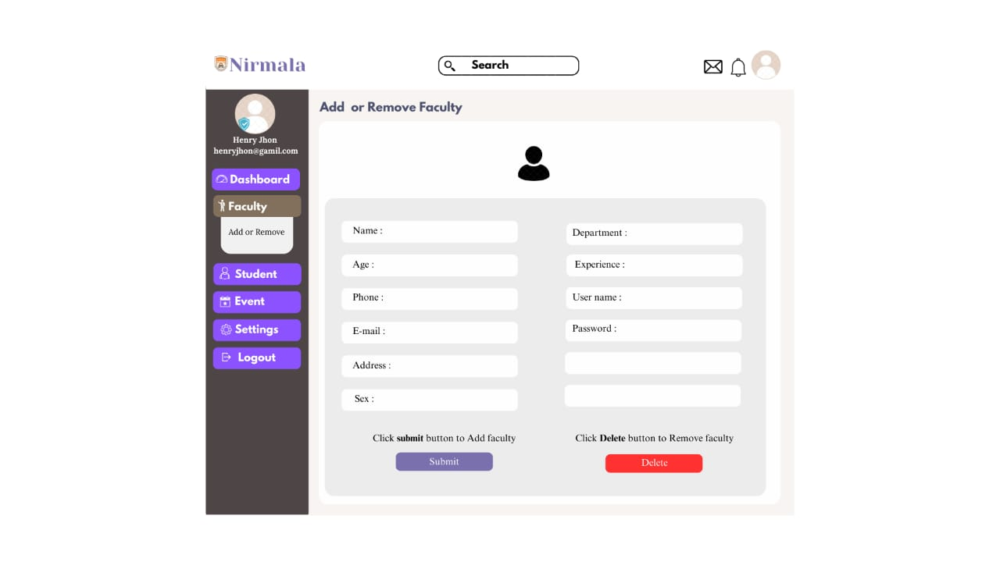 Nirmala
Search
Henry Jhon
henryjhon@gamil.com
Dashboard
Faculty
Add or Remove
Student
Event
Settings
Logout
Add or Remove Faculty
Name :
Age :
Phone :
E-mail :
Address :
Sex :
Department :
Experience :
User name :
Password :
Click submit button to Add faculty
Submit
Click Delete button to Remove faculty
Delete